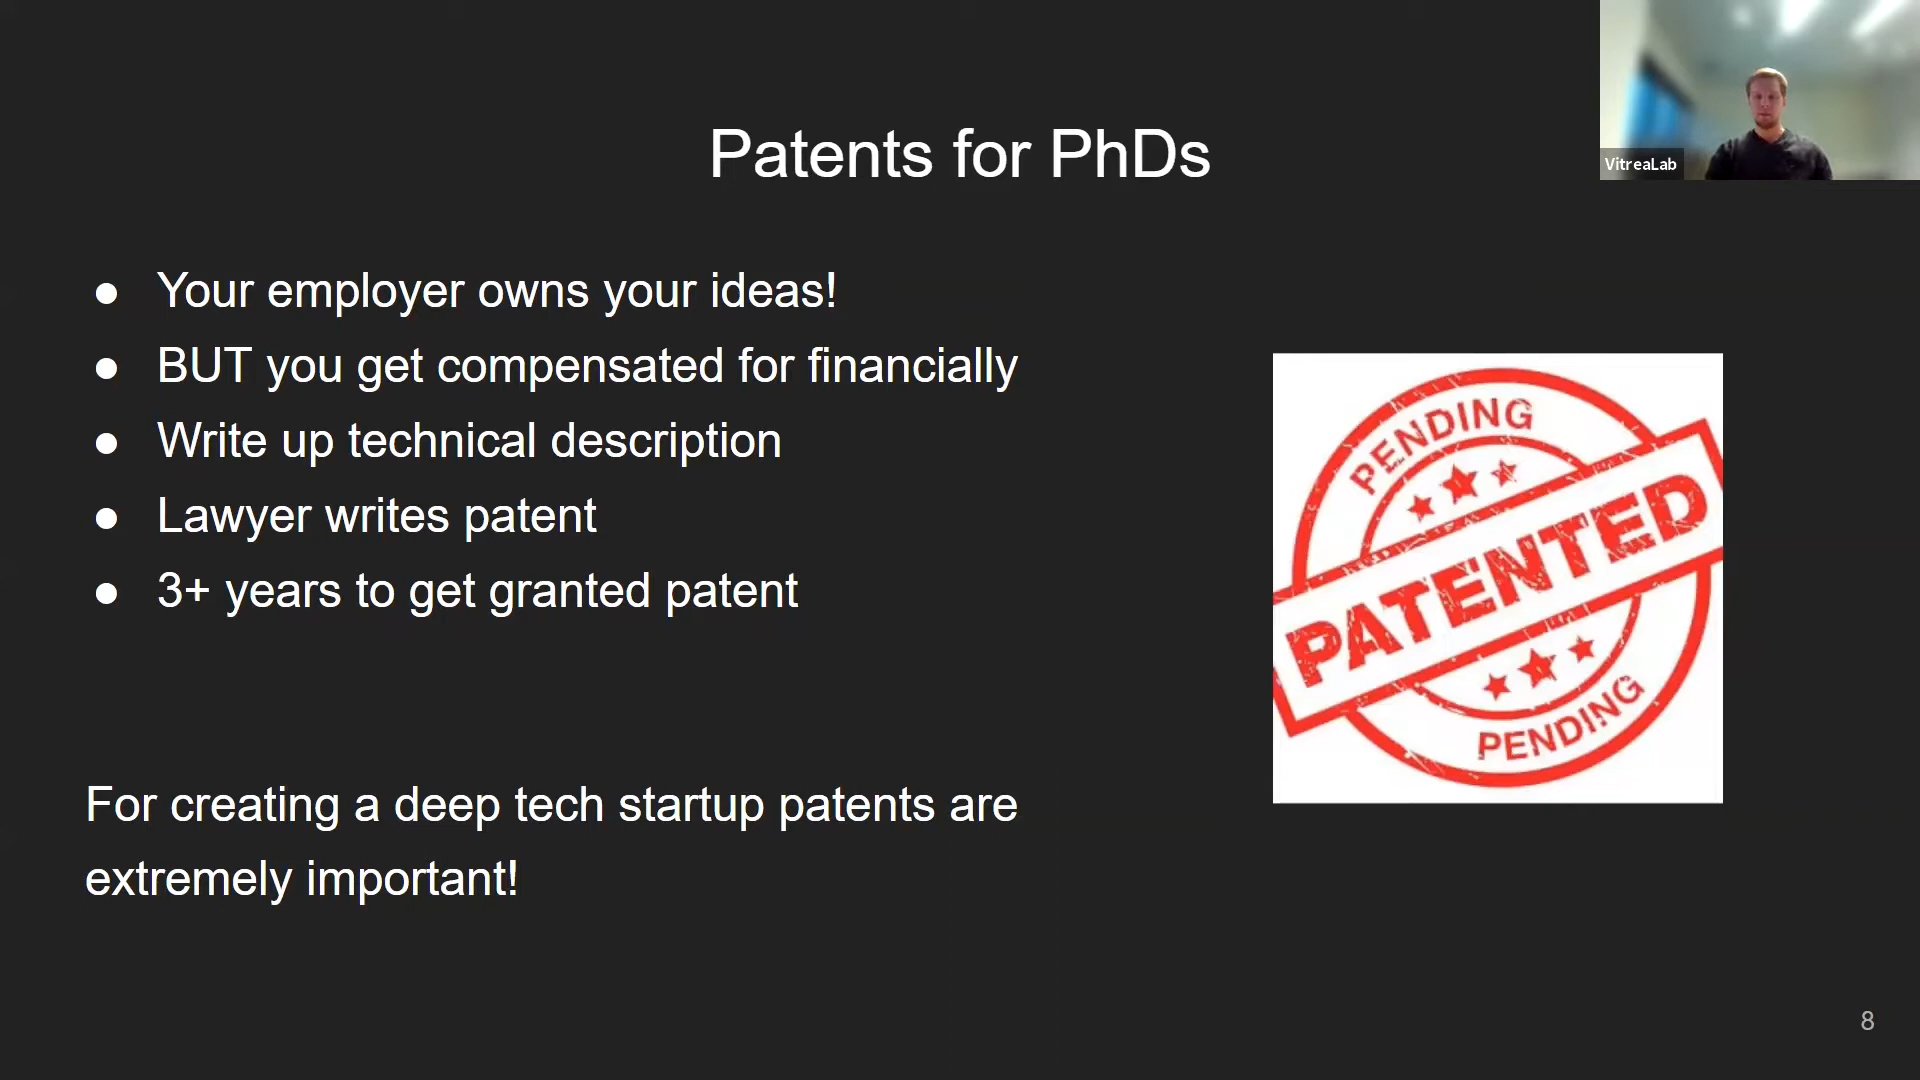 Patents for PhDs
VitreaLab
● Your employer owns your ideas!
● BUT you get compensated for financially
● Write up technical description
● Lawyer writes patent
● 3+ years to get granted patent
For creating a deep tech startup patents are
extremely important!
PENDING
PATENTED
PENDING
8